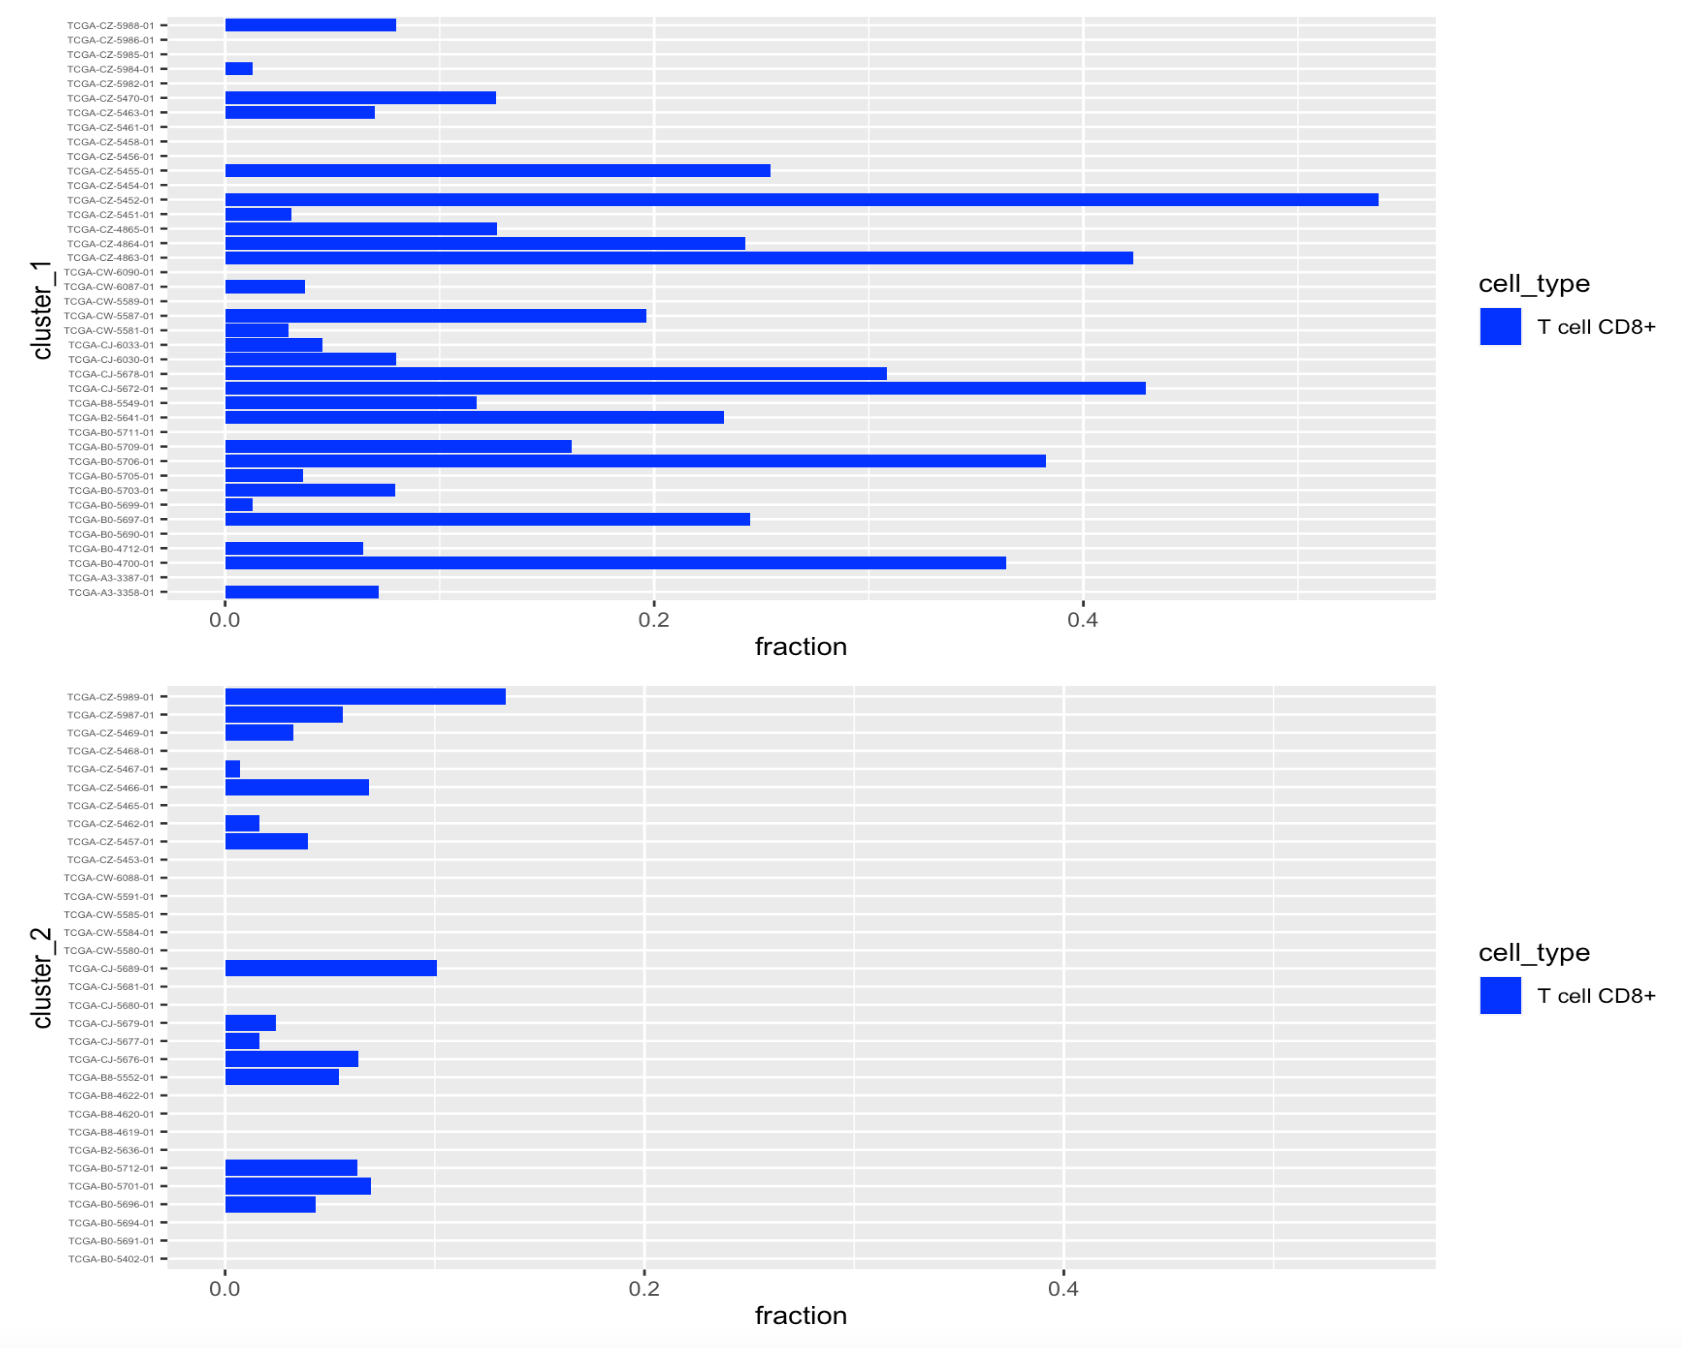 TCGA-CZ-5988-01
TCGA-CZ-5986-01
TCGA-CZ-5985-01
TCGA-CZ-5984-01
TCGA-CZ-5982-01
TCGA-CZ-5470-01
TCGA-CZ-5463-01
TCGA-CZ-5461-01
TCGA-CZ-5458-01
TCGA-CZ-5456-01
TCGA-CZ-5455-01
TCGA-CZ-5454-01
TCGA-CZ-5452-01
TCGA-CZ-5451-01
TCGA-CZ-4865-01
TCGA-CZ-4864-01
TCGA-CZ-4863-01
TCGA-CW-6090-01
TCGA-CW-6087-01
TCGA-CW-5589-01
TCGA-CW-5587-01
TCGA-CW-5581-01
TCGA-CJ-6033-01
TCGA-CJ-6030-01
TCGA-CJ-5678-01
TCGA-CJ-5672-01
TCGA-B8-5549-01
TCGA-B2-5641-01
TCGA-B0-5711-01
TCGA-B0-5709-01
TCGA-B0-5706-01
TCGA-B0-5705-01
TCGA-B0-5703-01
TCGA-B0-5699-01
TCGA-B0-5697-01
TCGA-B0-5690-01
TCGA-B0-4712-01
TCGA-B0-4700-01
TCGA-A3-3387-01
TCGA-A3-3358-01
cluster_1
0.0 0.2 0.4
fraction
cell_type
T cell CD8+
TCGA-CZ-5989-01
TCGA-CZ-5987-01
TCGA-CZ-5469-01
TCGA-CZ-5468-01
TCGA-CZ-5467-01
TCGA-CZ-5466-01
TCGA-CZ-5465-01
TCGA-CZ-5462-01
TCGA-CZ-5457-01
TCGA-CZ-5453-01
TCGA-CW-6088-01
TCGA-CW-5591-01
TCGA-CW-5585-01
TCGA-CW-5584-01
TCGA-CW-5580-01
TCGA-CJ-5689-01
TCGA-CJ-5681-01
TCGA-CJ-5680-01
TCGA-CJ-5679-01
TCGA-CJ-5677-01
TCGA-CJ-5676-01
TCGA-B8-5552-01
TCGA-B8-4622-01
TCGA-B8-4620-01
TCGA-B8-4619-01
TCGA-B2-5636-01
TCGA-B0-5712-01
TCGA-B0-5701-01
TCGA-B0-5696-01
TCGA-B0-5694-01
TCGA-B0-5691-01
TCGA-B0-5402-01
cluster_2
0.0 0.2 0.4
fraction
cell_type
T cell CD8+